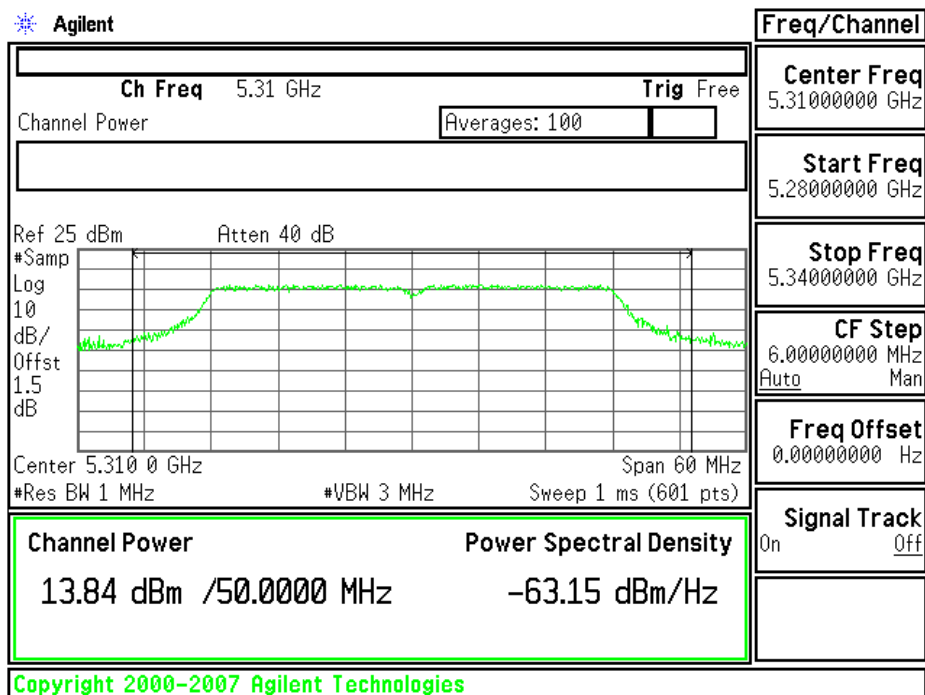 Agilent
Freq/Channel
Ch Freq 5.31 GHz Trig Free
Channel Power Averages: 100
Ref 25 dBm Atten 40 dB
#Samp
Log
10
dB/
Offst
1.5
dB
Center 5.310 0 GHz Span 60 MHz
#Res BW 1 MHz #VBW 3 MHz Sweep 1 ms (601 pts)
Channel Power Power Spectral Density
13.84 dBm /50.0000 MHz -63.15 dBm/Hz
Center Freq
5.31000000 GHz
Start Freq
5.28000000 GHz
Stop Freq
5.34000000 GHz
CF Step
6.00000000 MHz
Auto Man
Freq Offset
0.00000000 Hz
Signal Track
On Off
Copyright 2000-2007 Agilent Technologies